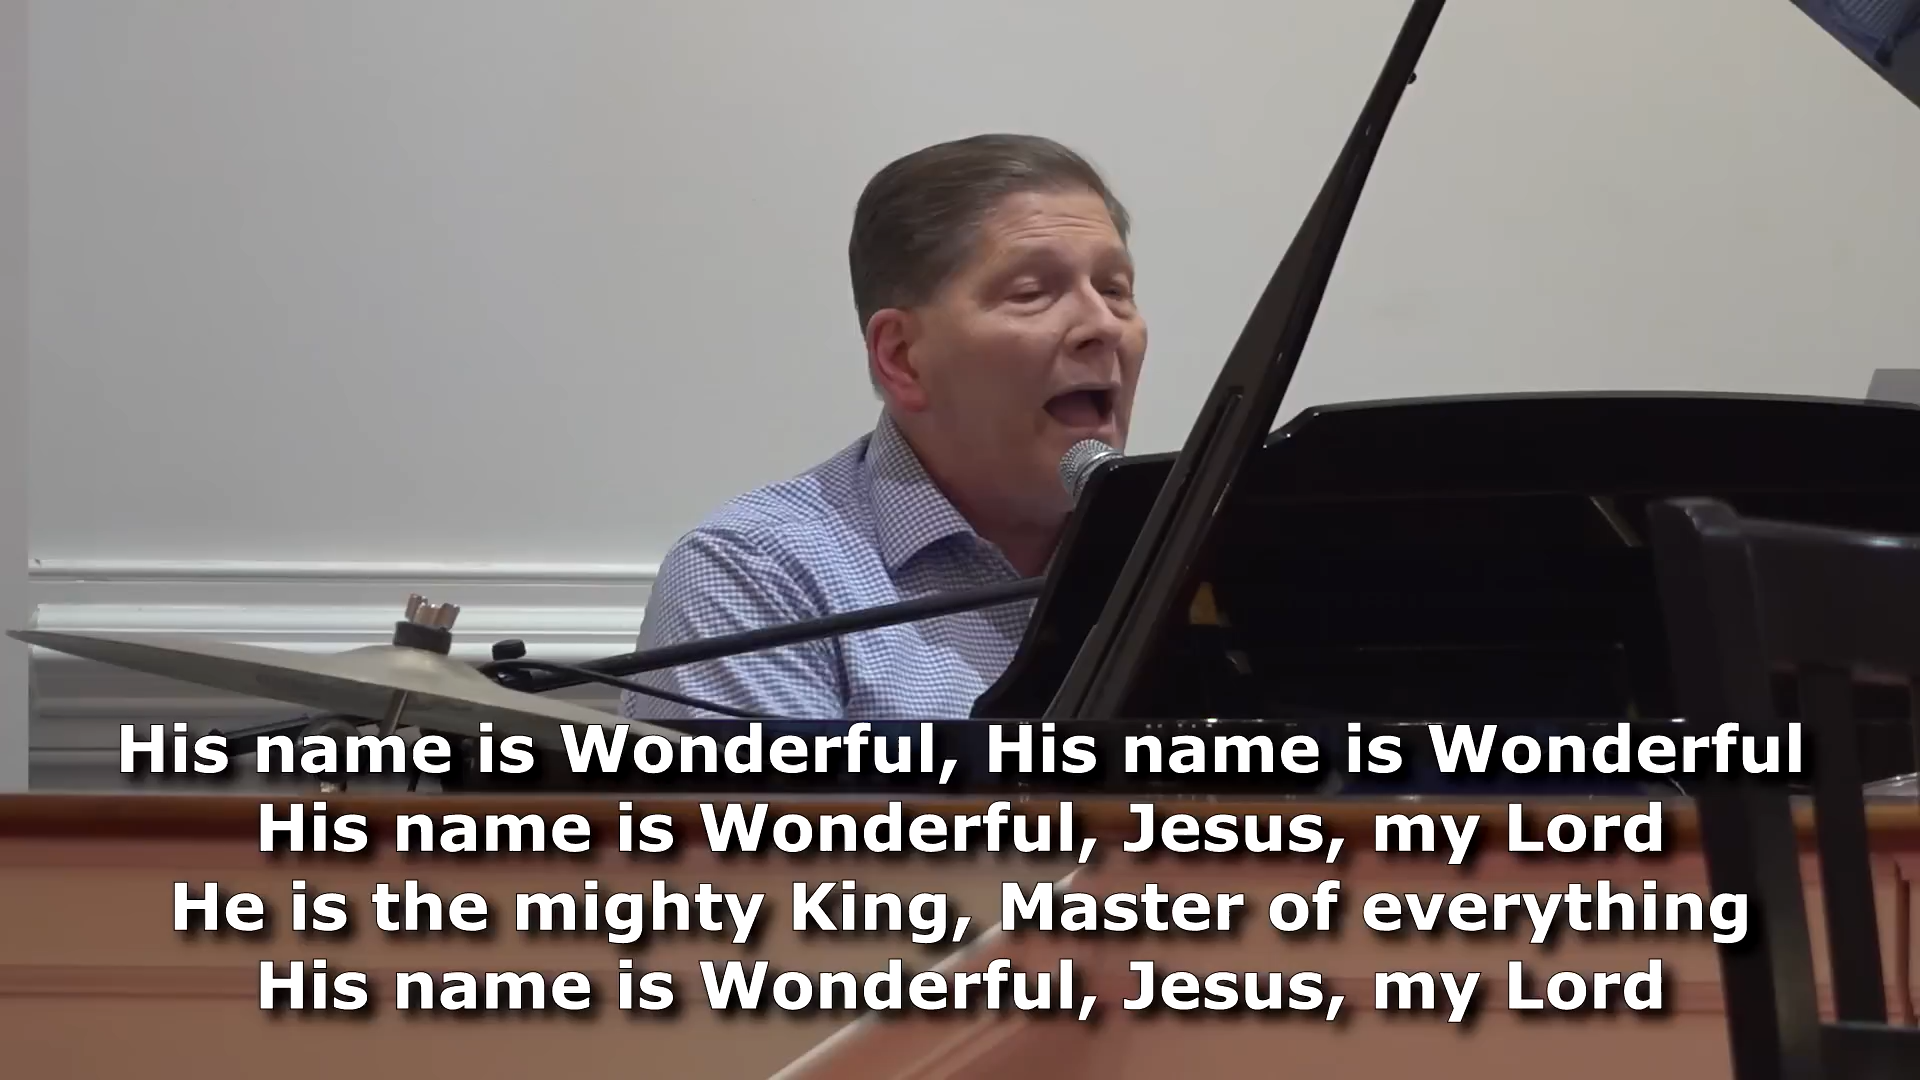 His name is Wonderful, His name is Wonderful
His name is Wonderful, Jesus, my Lord
He is the mighty King, Master of everything
His name is Wonderful, Jesus, my Lord